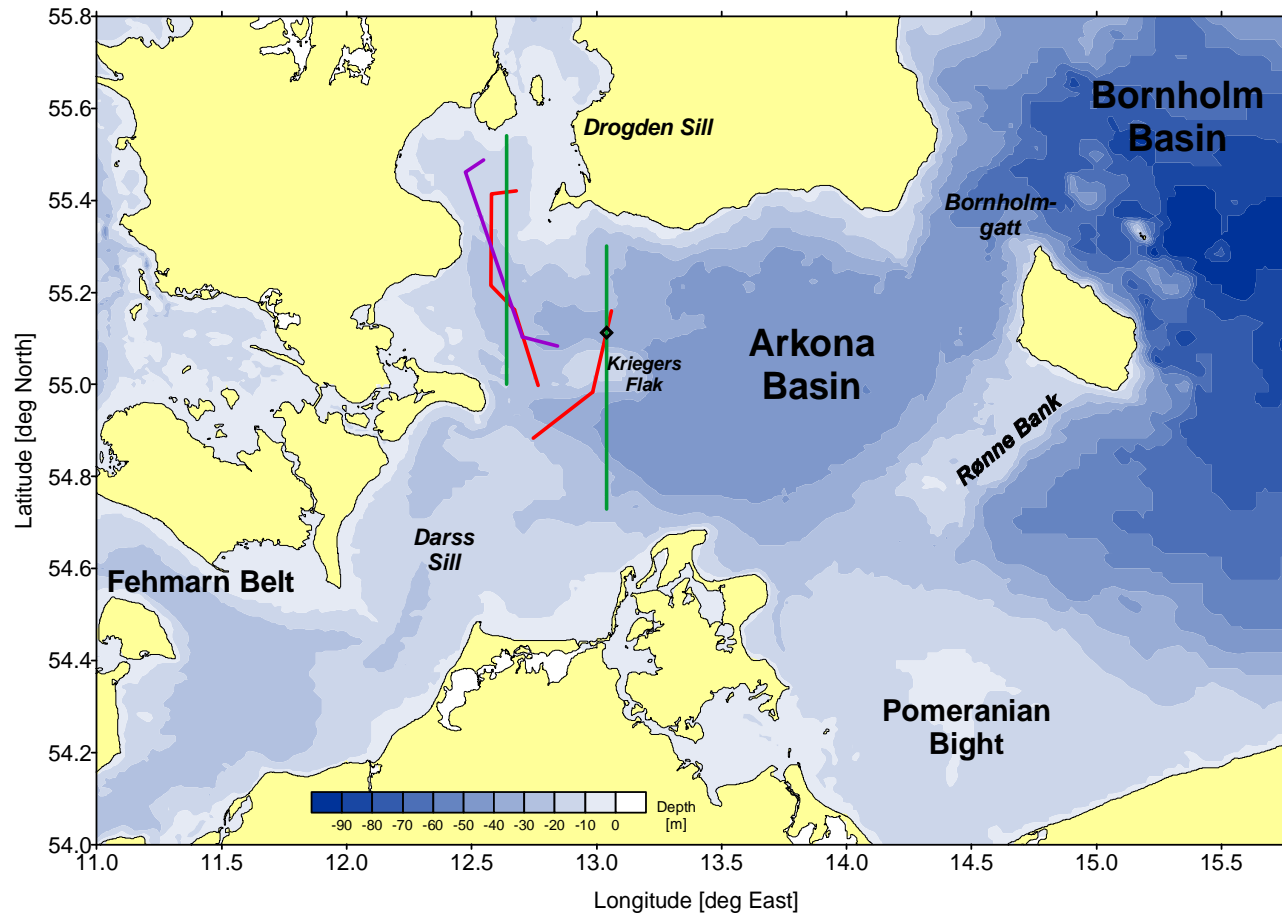 55.8
55.6
55.4
55.2
55.0
54.8
54.6
54.4
54.2
54.0
Latitude [deg North]
Bornholm
Basin
Drogden Sill
Bornholm-
gatt
Arkona
Basin
Kriegers
Flak
Rønne Bank
Darss
Sill
Fehmarn Belt
Pomeranian
Bight
Depth
[m]
-90 -80 -70 -60 -50 -40 -30 -20 -10 0
11.0 11.5 12.0 12.5 13.0 13.5 14.0 14.5 15.0 15.5
Longitude [deg East]